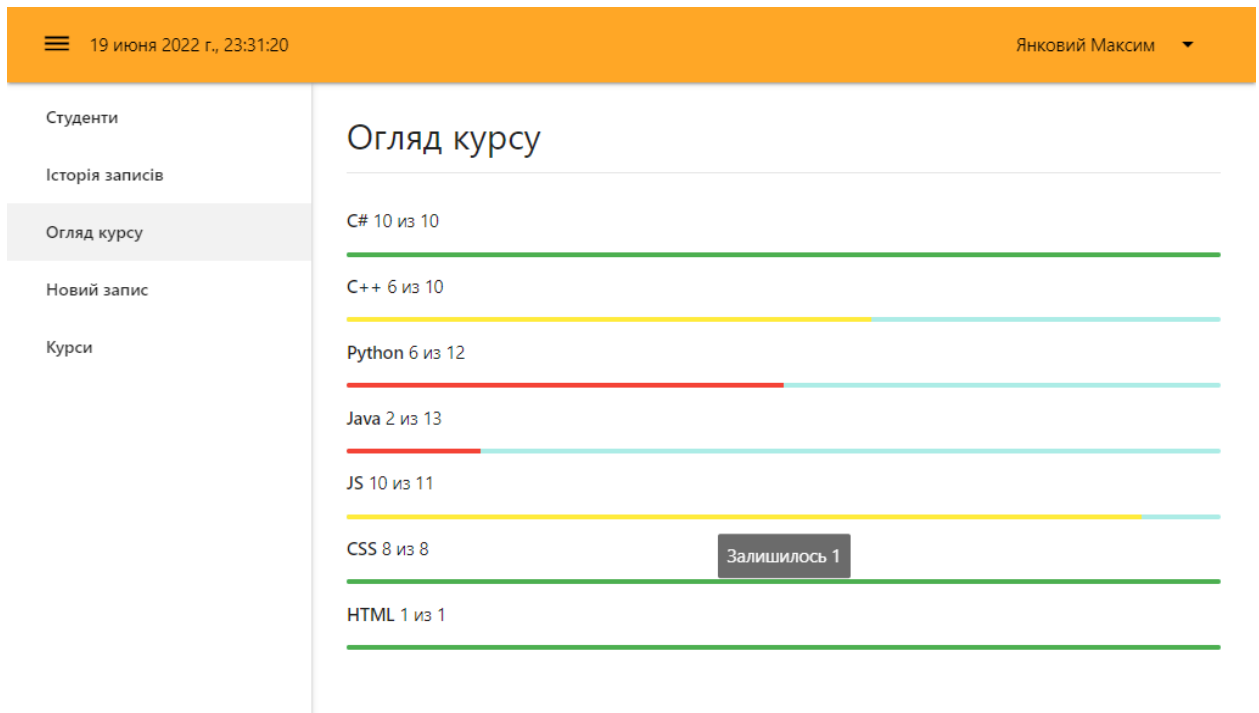 19 июня 2022 г., 23:31:20
Янковий Максим
Студенти
Історія записів
Огляд курсу
Новий запис
Курси
Огляд курсу
C# 10 из 10
C++ 6 из 10
Python 6 из 12
Java 2 из 13
JS 10 из 11
CSS 8 из 8
Залишилось 1
HTML 1 из 1